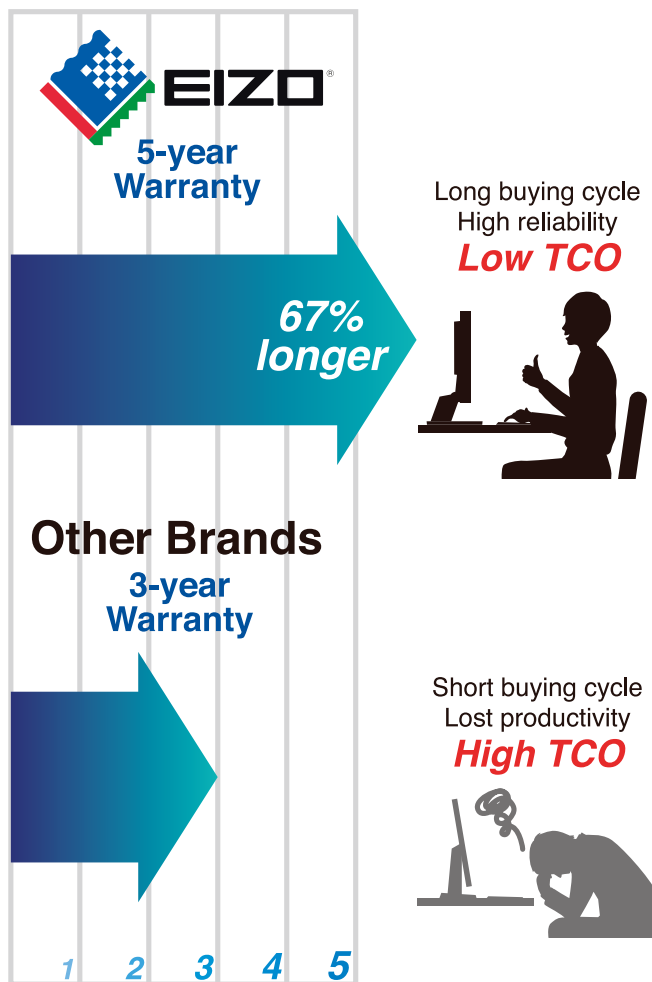 EIZO®
5-year
Warranty
67%
longer
Long buying cycle
High reliability
Low TCO
Other Brands
3-year
Warranty
Short buying cycle
Lost productivity
High TCO
1 2 3 4 5